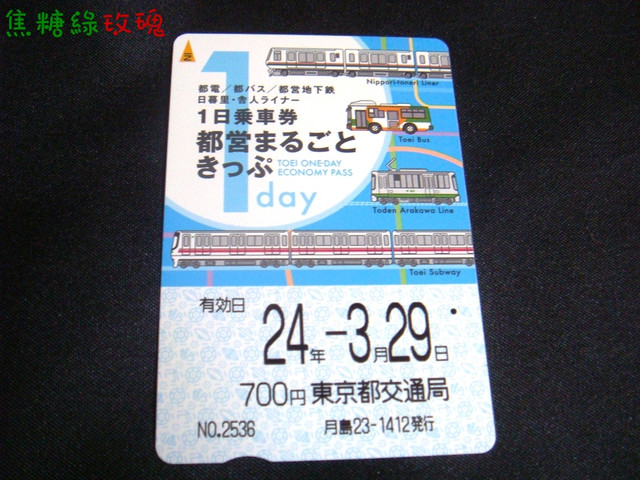 焦糖綠玫瑰
1
都電／都バス／都営地下鉄
日暮里・舎人ライナー
1日乗車券
都営まるごと
きっぷ
TOEI ONE-DAY
ECONOMY PASS
day
Nippori-toneri Liner
Toei Bus
Toden Arakawa Line
Toei Subway
有効日
24年-3月29日
700円 東京都交通局
NO.2536 月島23-1412発行